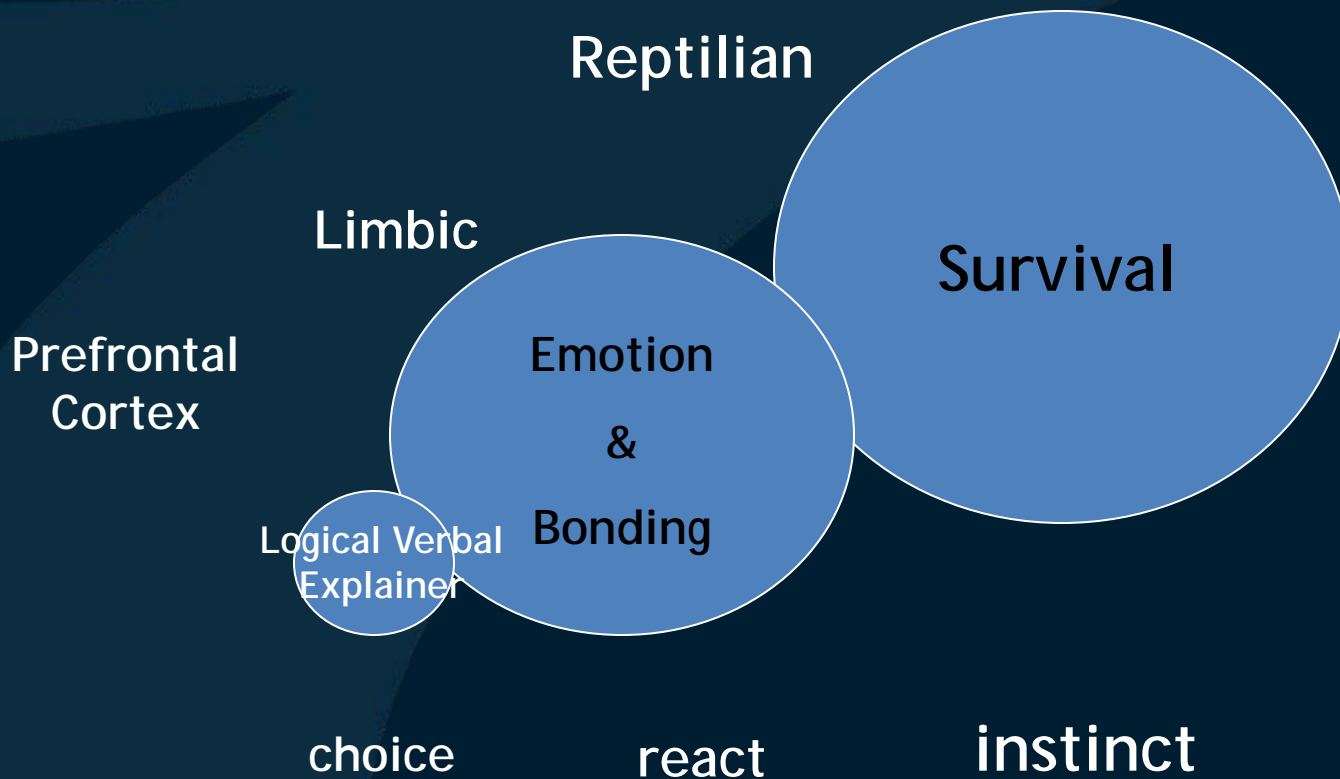 Reptilian
Survival
Limbic
Emotion
&
Bonding
Prefrontal
Cortex
Logical Verbal
Explainer
choice
react
instinct